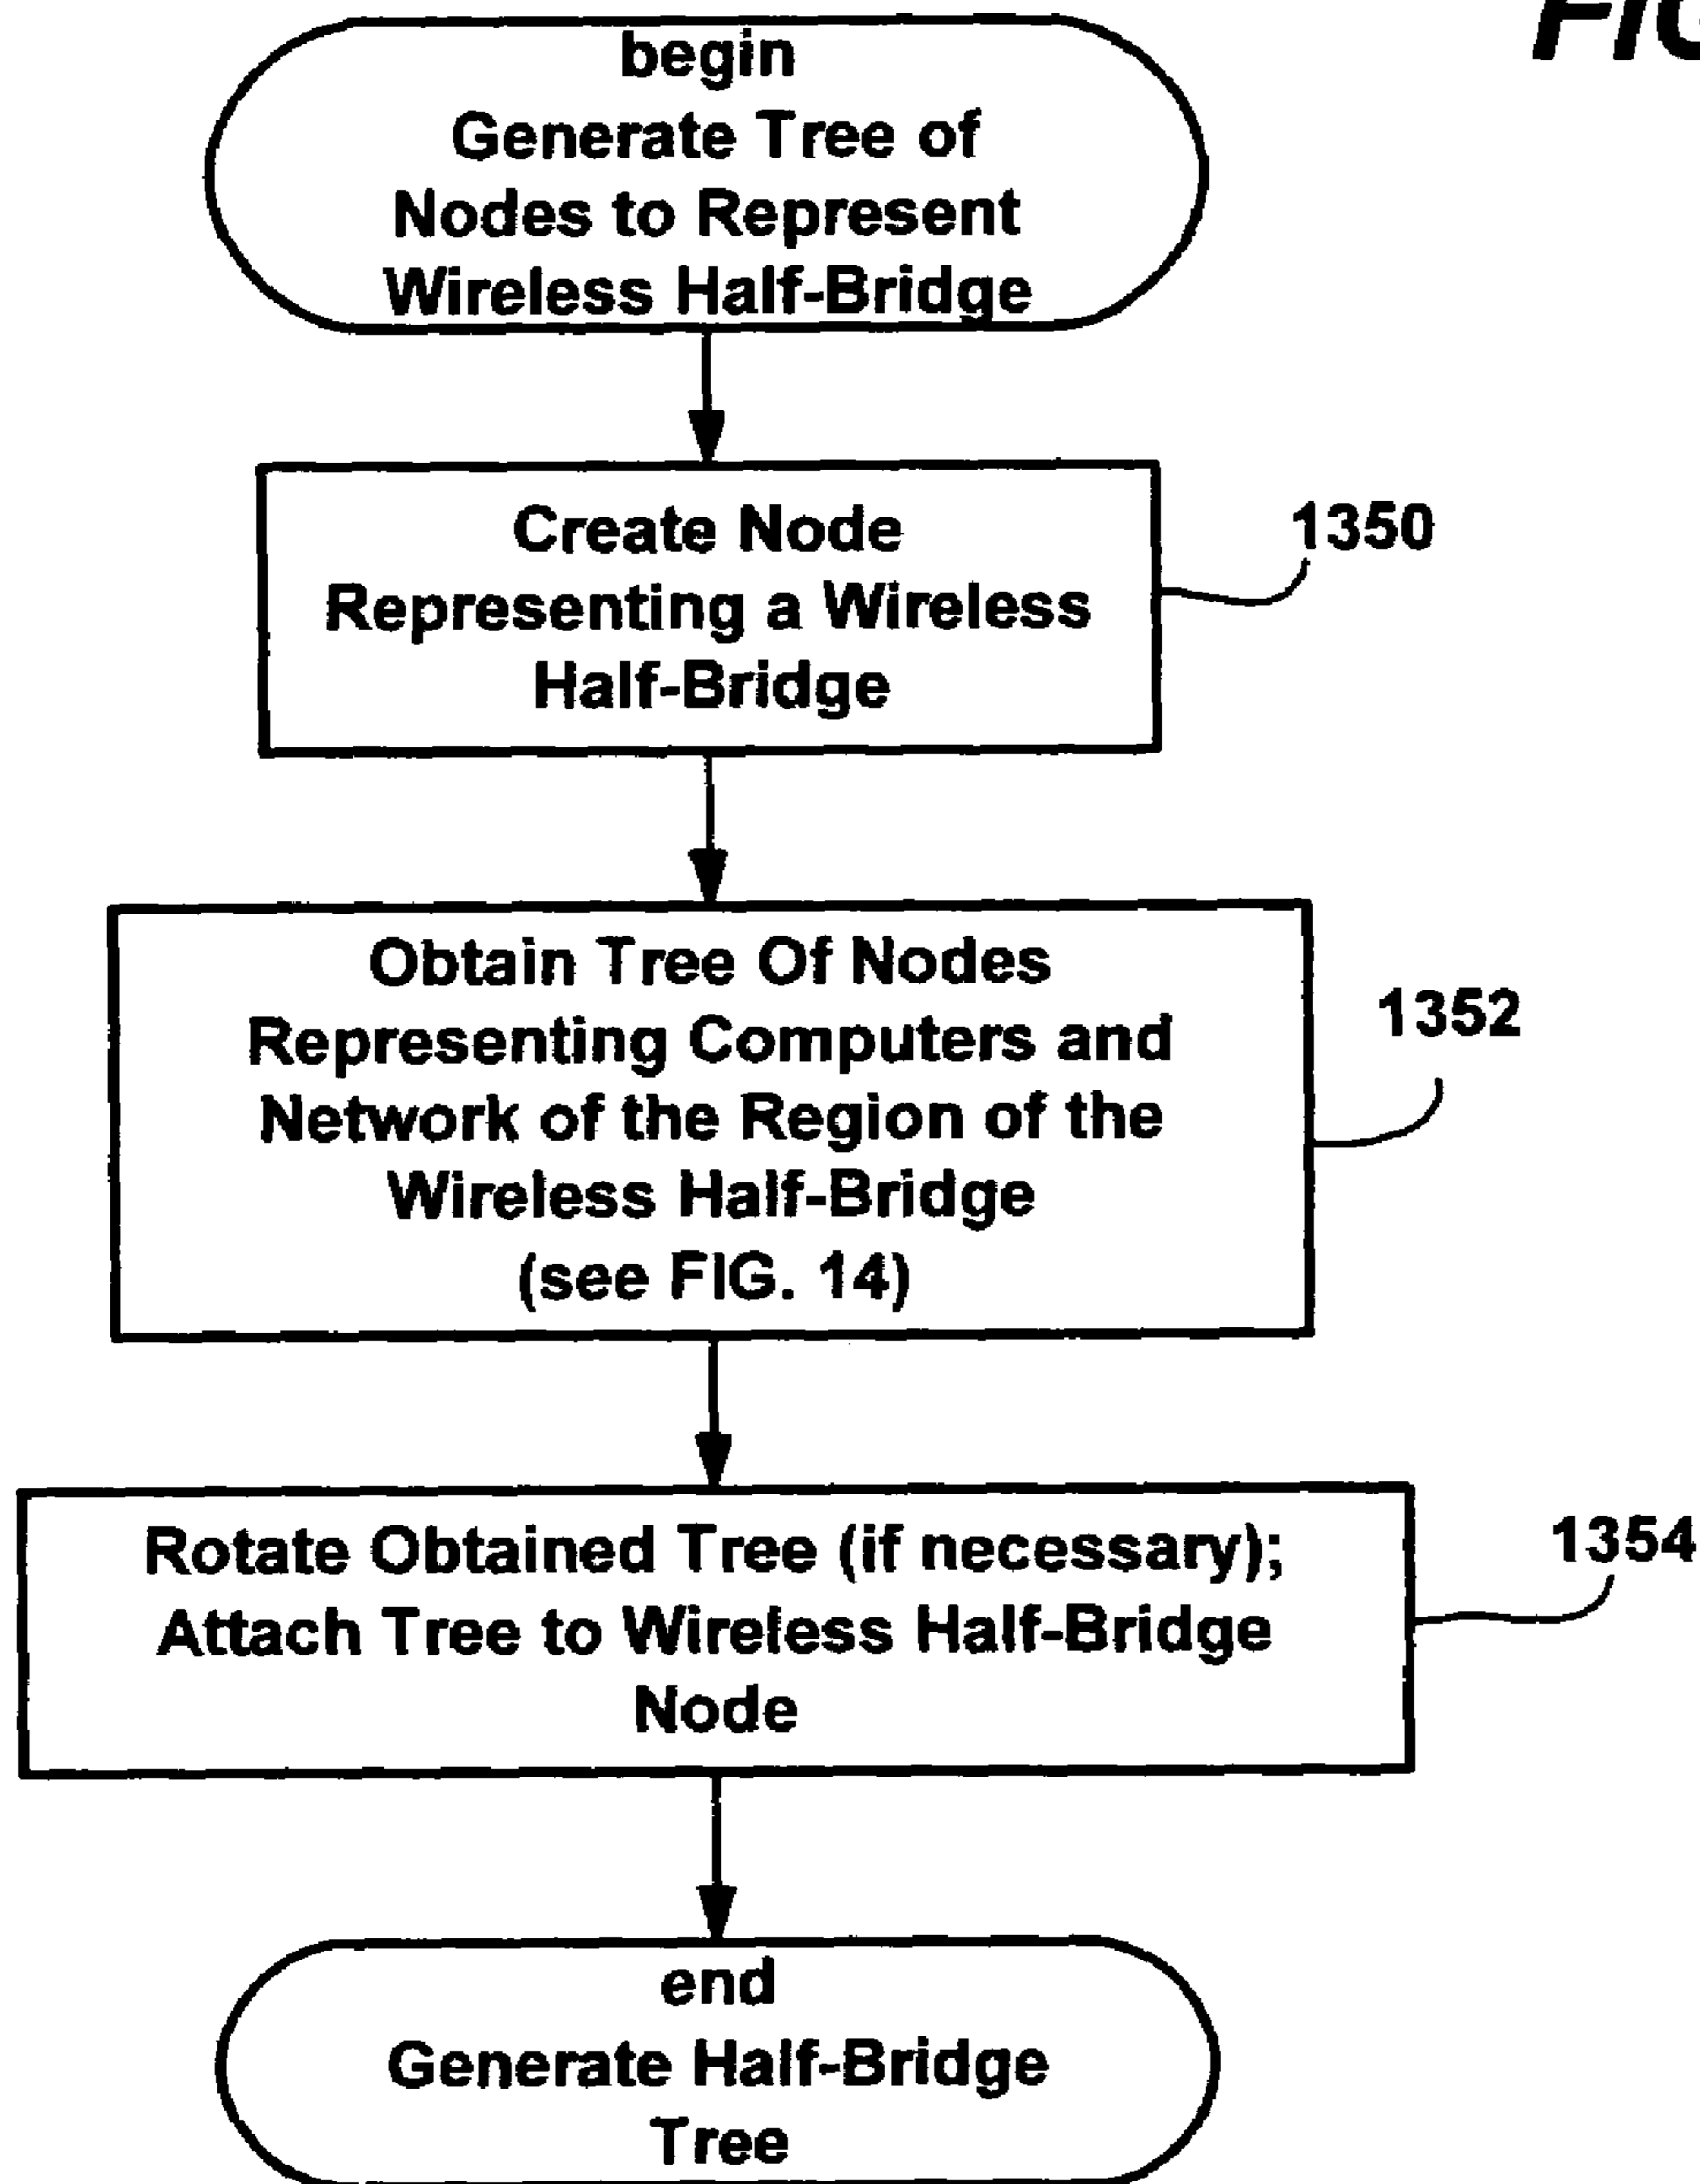 begin
Generate Tree of
Nodes to Represent
Wireless Half-Bridge
Create Node
Representing a Wireless
Half-Bridge
1350
Obtain Tree Of Nodes
Representing Computers and
Network of the Region of the
Wireless Half-Bridge
(see FIG. 14)
1352
Rotate Obtained Tree (if necessary);
Attach Tree to Wireless Half-Bridge
Node
1354
end
Generate Half-Bridge
Tree